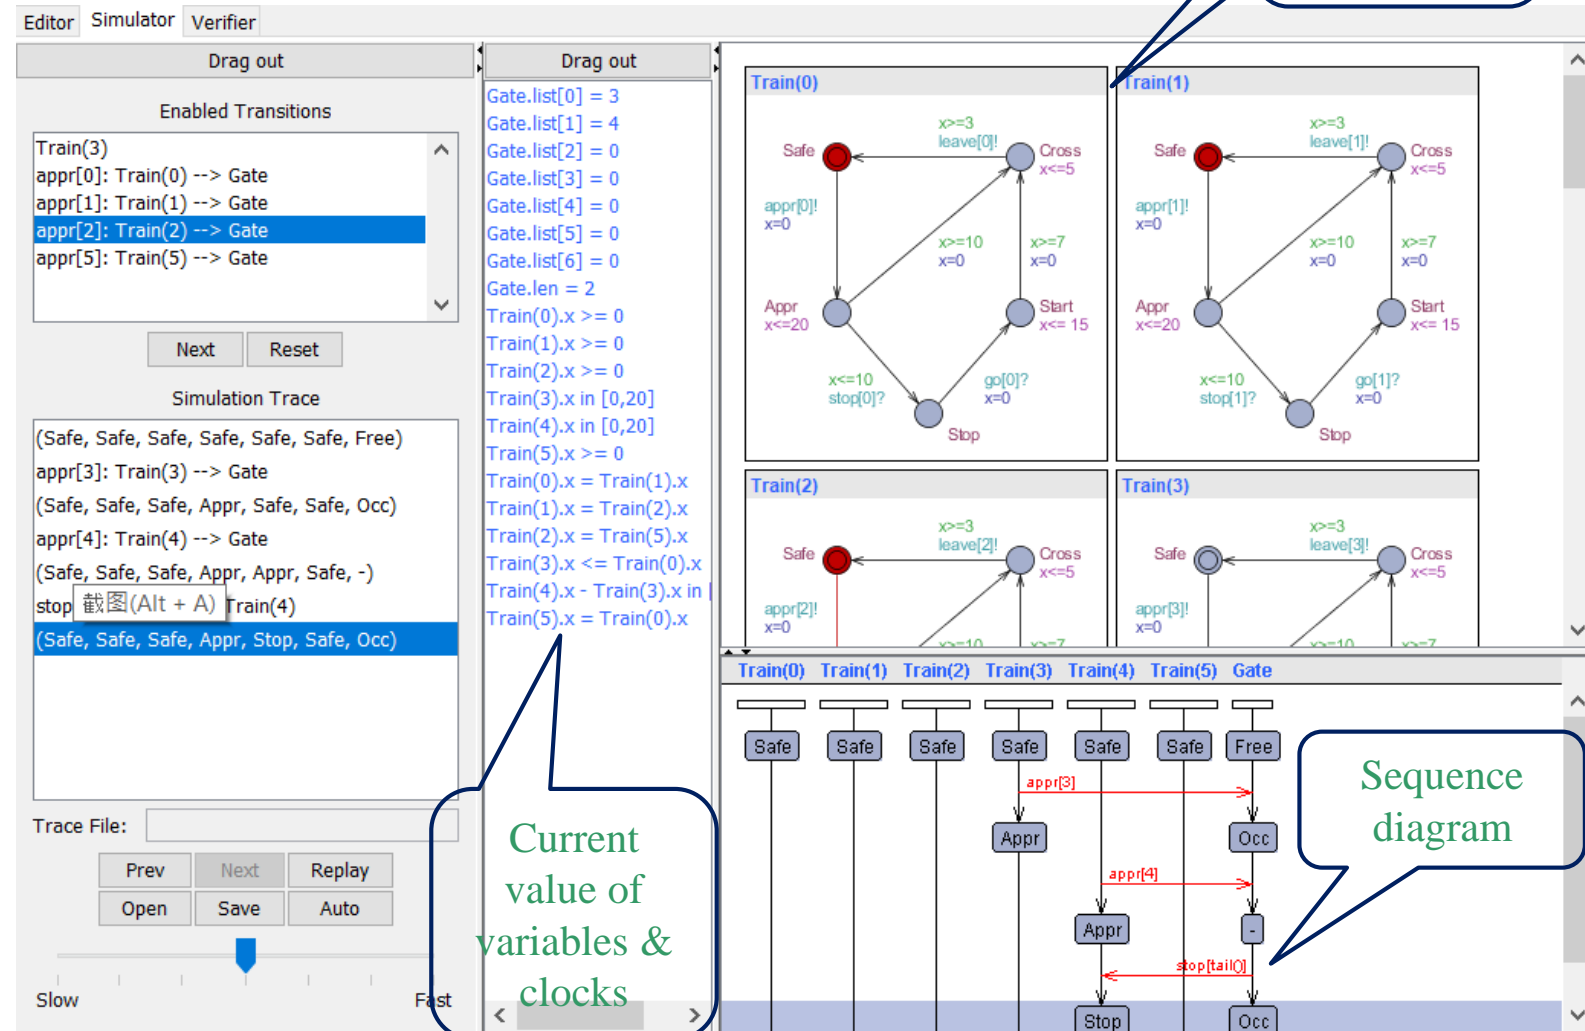 Editor Simulator Verifier
Drag out
Enabled Transitions
Train(3)
appr[0]: Train(0) --> Gate
appr[1]: Train(1) --> Gate
appr[2]: Train(2) --> Gate
appr[5]: Train(5) --> Gate
Next Reset
Simulation Trace
(Safe, Safe, Safe, Safe, Safe, Safe, Free)
appr[3]: Train(3) --> Gate
(Safe, Safe, Safe, Appr, Safe, Safe, Occ)
appr[4]: Train(4) --> Gate
(Safe, Safe, Safe, Appr, Appr, Safe, -)
stop 截图(Alt + A) Train(4)
(Safe, Safe, Safe, Appr, Stop, Safe, Occ)
Trace File:
Prev Next Replay
Open Save Auto
Slow Fast
Drag out
Gate.list[0] = 3
Gate.list[1] = 4
Gate.list[2] = 0
Gate.list[3] = 0
Gate.list[4] = 0
Gate.list[5] = 0
Gate.list[6] = 0
Gate.len = 2
Train(0).x >= 0
Train(1).x >= 0
Train(2).x >= 0
Train(3).x in [0,20]
Train(4).x in [0,20]
Train(5).x >= 0
Train(0).x = Train(1).x
Train(1).x = Train(2).x
Train(2).x = Train(5).x
Train(3).x <= Train(0).x
Train(4).x - Train(3).x in [
Train(5).x = Train(0).x
Current
value of
variables &
clocks
Train(0)
x>=3
leave[0]!
Safe
Cross
x<=5
appr[0]!
x=0
x>=10
x=0
x>=7
x=0
Appr
x<=20
Start
x<= 15
x<=10
stop[0]?
go[0]?
x=0
Stop
Train(1)
x>=3
leave[1]!
Safe
Cross
x<=5
appr[1]!
x=0
x>=10
x=0
x>=7
x=0
Appr
x<=20
Start
x<= 15
x<=10
stop[1]?
go[1]?
x=0
Stop
Train(2)
x>=3
leave[2]!
Safe
Cross
x<=5
appr[2]!
x=0
x>=10
x>=7
Train(3)
x>=3
leave[3]!
Safe
Cross
x<=5
appr[3]!
x=0
x>=10
x>=7
Train(0) Train(1) Train(2) Train(3) Train(4) Train(5) Gate
Safe Safe Safe Safe Safe Safe Free
appr[3]
Appr Occ
appr[4]
Appr -
stop[tail()]
Stop Occ
Sequence
diagram